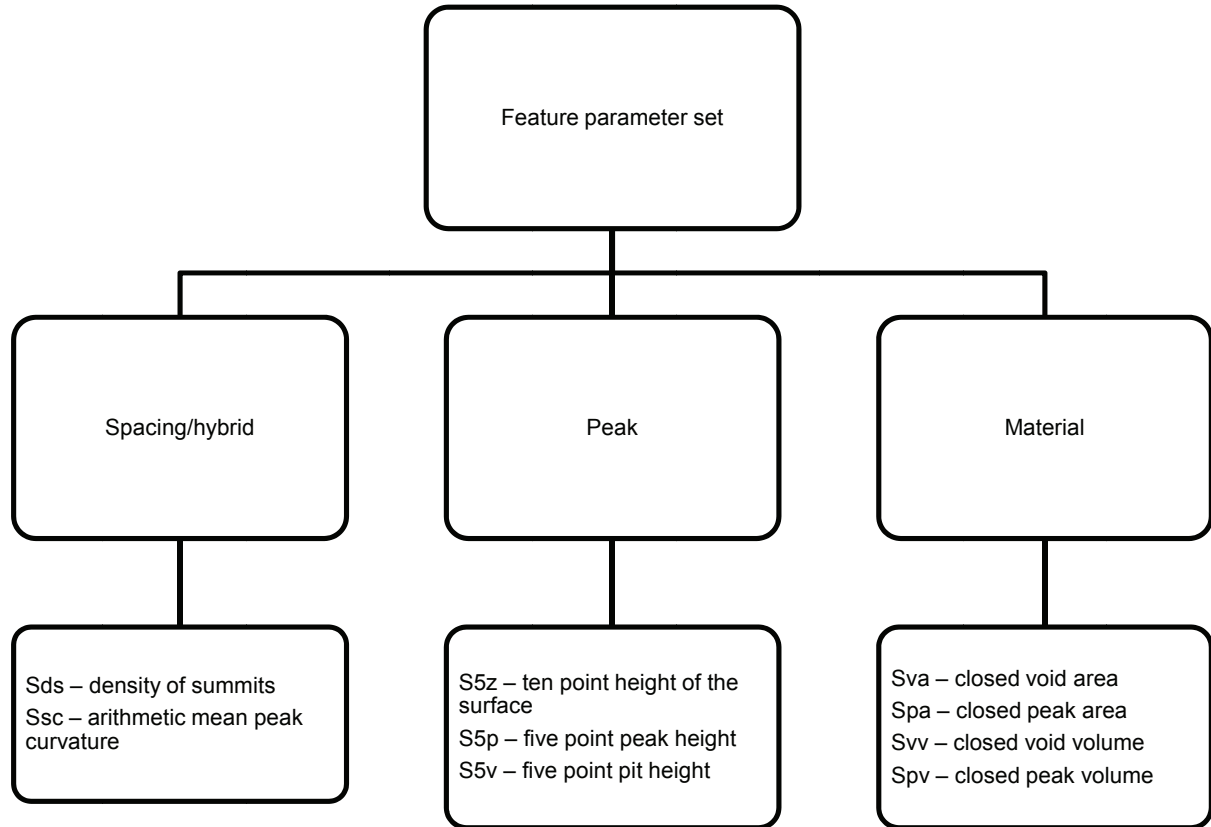 Feature parameter set
Spacing/hybrid
Peak
Material
Sds – density of summits
Ssc – arithmetic mean peak
curvature
S5z – ten point height of the
surface
S5p – five point peak height
S5v – five point pit height
Sva – closed void area
Spa – closed peak area
Svv – closed void volume
Spv – closed peak volume